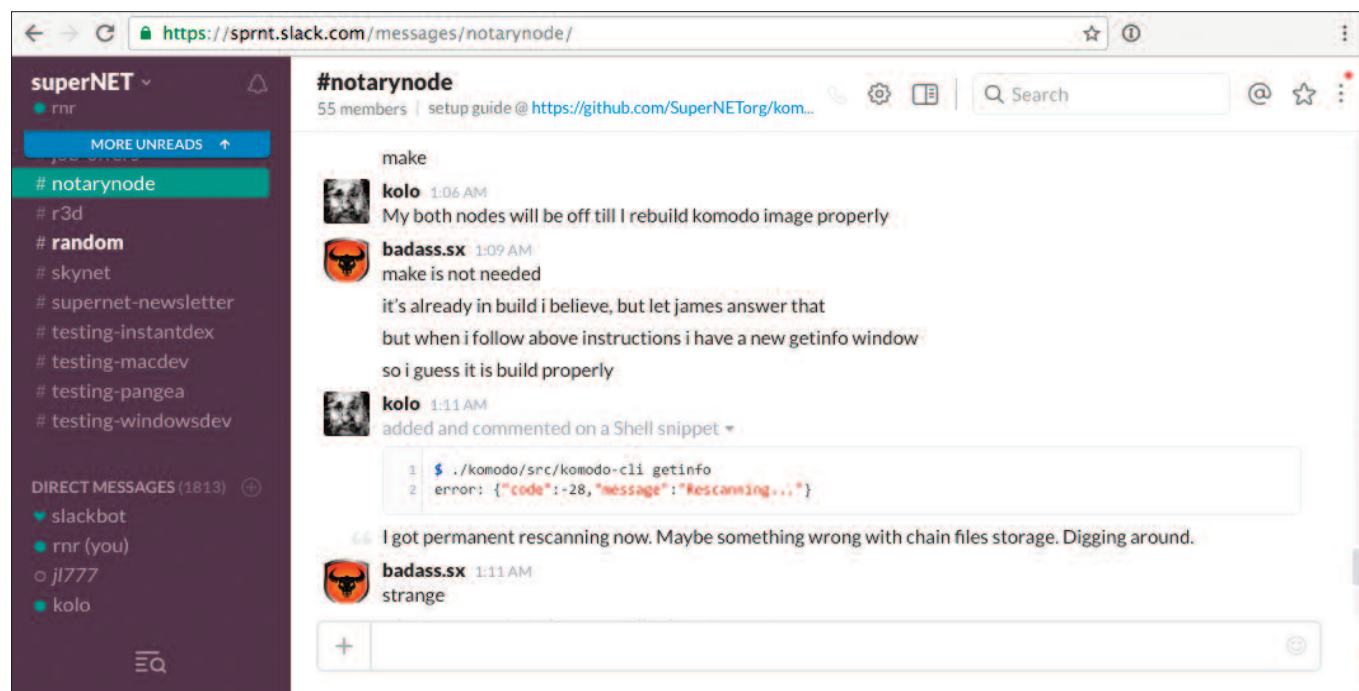 https://sprnt.slack.com/messages/notarynode/
superNET
rnr
MORE UNREADS ↑
# notarynode
# r3d
# random
# skynet
# supernet-newsletter
# testing-instantdex
# testing-macdev
# testing-pangea
# testing-windowsdev
DIRECT MESSAGES (1813)
slackbot
rnr (you)
jl777
kolo
#notarynode
55 members | setup guide @ https://github.com/SuperNETorg/kom...
Search
make
kolo 1:06 AM
My both nodes will be off till I rebuild komodo image properly
badass.sx 1:09 AM
make is not needed
it's already in build i believe, but let james answer that
but when i follow above instructions i have a new getinfo window
so i guess it is build properly
kolo 1:11 AM
added and commented on a Shell snippet
1 $ ./komodo/src/komodo-cli getinfo
2 error: {"code":-28,"message":"Rescanning..."}
I got permanent rescanning now. Maybe something wrong with chain files storage. Digging around.
badass.sx 1:11 AM
strange